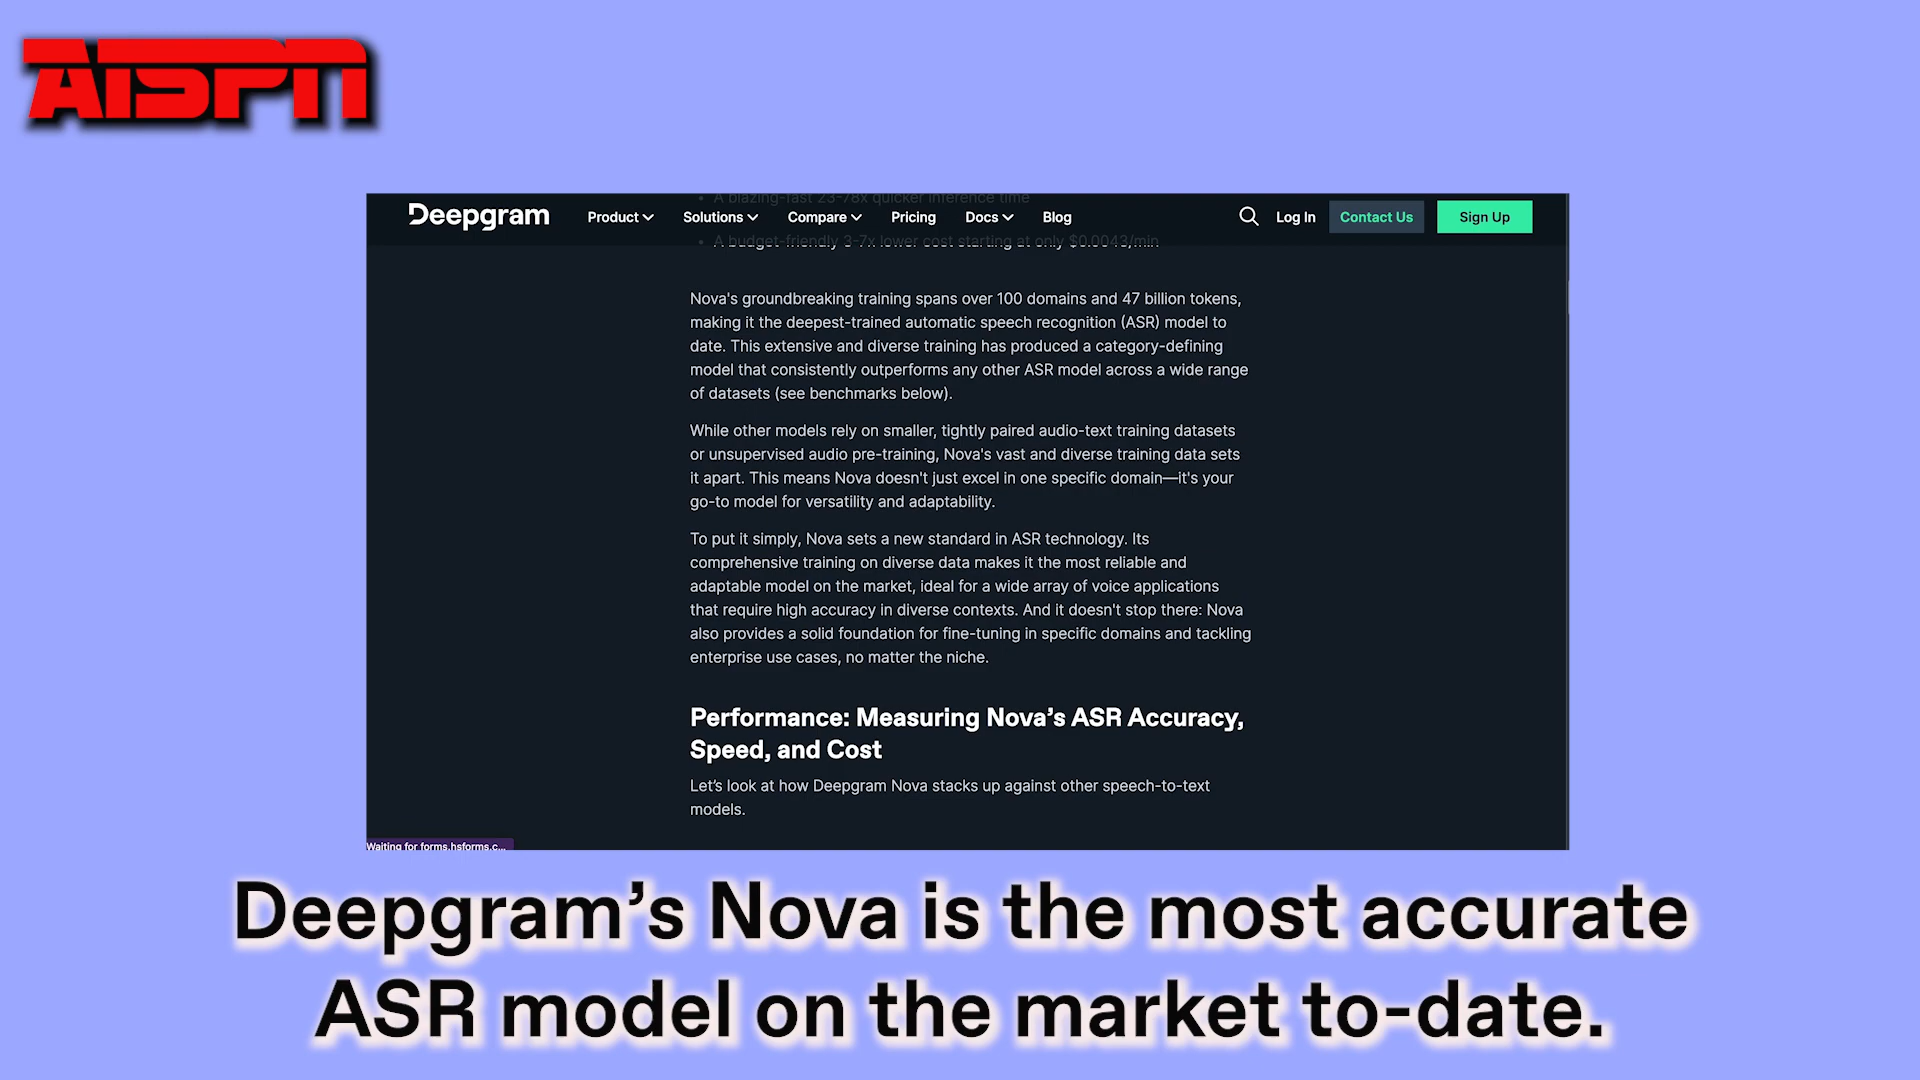 AISPN
• A blazing-fast 23-78x quicker inference time
Deepgram Product Solutions Compare Pricing Docs Blog Log In Contact Us Sign Up
• A budget-friendly 3-7x lower cost starting at only $0.0043/min
Nova's groundbreaking training spans over 100 domains and 47 billion tokens,
making it the deepest-trained automatic speech recognition (ASR) model to
date. This extensive and diverse training has produced a category-defining
model that consistently outperforms any other ASR model across a wide range
of datasets (see benchmarks below).
While other models rely on smaller, tightly paired audio-text training datasets
or unsupervised audio pre-training, Nova's vast and diverse training data sets
it apart. This means Nova doesn't just excel in one specific domain—it's your
go-to model for versatility and adaptability.
To put it simply, Nova sets a new standard in ASR technology. Its
comprehensive training on diverse data makes it the most reliable and
adaptable model on the market, ideal for a wide array of voice applications
that require high accuracy in diverse contexts. And it doesn't stop there: Nova
also provides a solid foundation for fine-tuning in specific domains and tackling
enterprise use cases, no matter the niche.
Performance: Measuring Nova’s ASR Accuracy,
Speed, and Cost
Let’s look at how Deepgram Nova stacks up against other speech-to-text
models.
Waiting for forms.hsforms.c...
Deepgram’s Nova is the most accurate
ASR model on the market to-date.